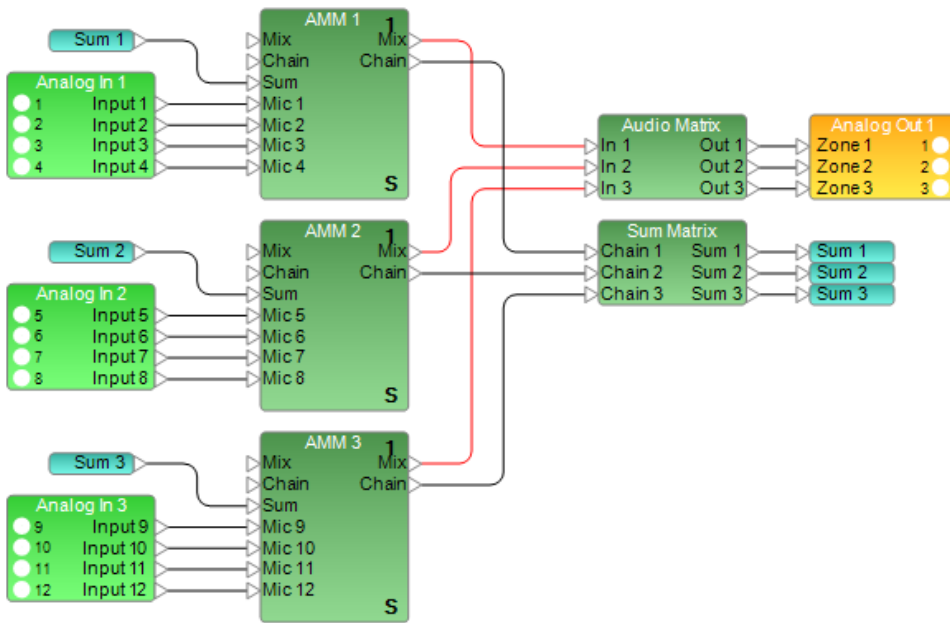 Sum 1
Analog In 1
1 Input 1
2 Input 2
3 Input 3
4 Input 4
AMM 1 1
Mix Mix
Chain Chain
Sum
Mic 1
Mic 2
Mic 3
Mic 4
S
Sum 2
Analog In 2
5 Input 5
6 Input 6
7 Input 7
8 Input 8
AMM 2 1
Mix Mix
Chain Chain
Sum
Mic 5
Mic 6
Mic 7
Mic 8
S
Sum 3
Analog In 3
9 Input 9
10 Input 10
11 Input 11
12 Input 12
AMM 3 1
Mix Mix
Chain Chain
Sum
Mic 9
Mic 10
Mic 11
Mic 12
S
Audio Matrix
In 1 Out 1
In 2 Out 2
In 3 Out 3
Analog Out 1
Zone 1 1
Zone 2 2
Zone 3 3
Sum Matrix
Chain 1 Sum 1
Chain 2 Sum 2
Chain 3 Sum 3
Sum 1
Sum 2
Sum 3